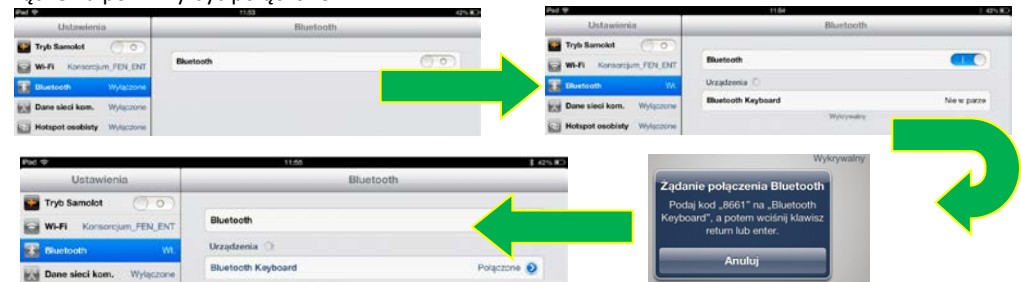 iPad 11:53 42%
Ustawienia Bluetooth
Tryb Samolot
Wi-Fi Konsorcjum_FEN_ENT
Bluetooth Wyłączone
Dane sieci kom. Wyłączone
Hotspot osobisty Wyłączone
Bluetooth
iPad 11:54 42%
Ustawienia Bluetooth
Tryb Samolot
Wi-Fi Konsorcjum_FEN_ENT
Bluetooth Wł.
Dane sieci kom. Wyłączone
Hotspot osobisty Wyłączone
Bluetooth
Urządzenia
Bluetooth Keyboard Nie w parze
Wykrywalny
Wykrywalny
Żądanie połączenia Bluetooth
Podaj kod „8661” na „Bluetooth
Keyboard”, a potem wciśnij klawisz
return lub enter.
Anuluj
iPad 11:55 42%
Ustawienia Bluetooth
Tryb Samolot
Wi-Fi Konsorcjum_FEN_ENT
Bluetooth Wł.
Dane sieci kom. Wyłączone
Bluetooth
Urządzenia
Bluetooth Keyboard Połączone